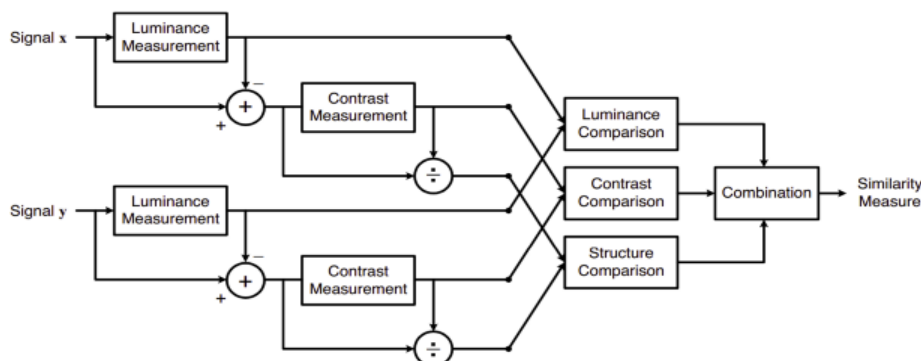 Signal x
Luminance
Measurement
−
+
+
Contrast
Measurement
÷
Luminance
Comparison
Signal y
Luminance
Measurement
−
+
+
Contrast
Measurement
÷
Contrast
Comparison
Structure
Comparison
Combination
Similarity
Measure